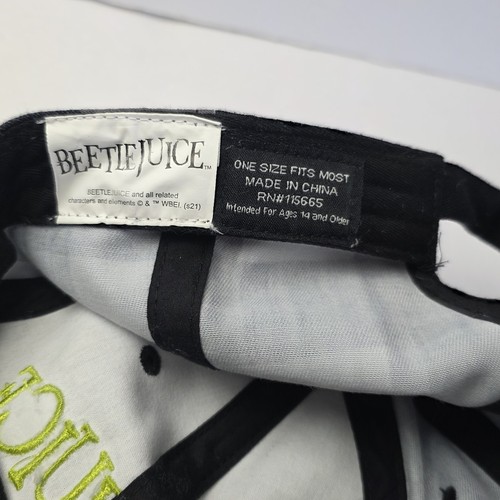 BEETLEJUICE™
BEETLEJUICE and all related
characters and elements © & ™ WBEI. (s21)
ONE SIZE FITS MOST
MADE IN CHINA
RN#115665
Intended For Ages 14 and Older